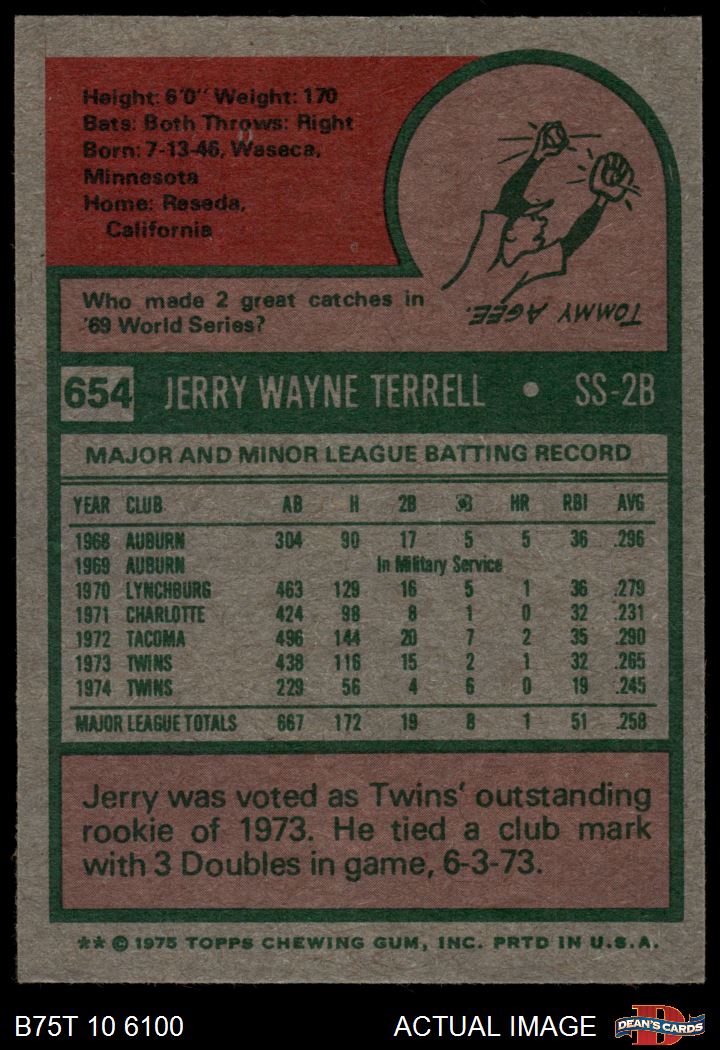 Height: 6'0" Weight: 170
Bats: Both Throws: Right
Born: 7-13-46, Waseca,
Minnesota
Home: Reseda,
California
Who made 2 great catches in
'69 World Series?
TOMMY AGEE.
654 JERRY WAYNE TERRELL • SS-2B
MAJOR AND MINOR LEAGUE BATTING RECORD
YEAR CLUB AB H 2B 3B HR RBI AVG
1968 AUBURN 304 90 17 5 5 36 .296
1969 AUBURN In Military Service
1970 LYNCHBURG 463 129 16 5 1 36 .279
1971 CHARLOTTE 424 98 8 1 0 32 .231
1972 TACOMA 496 144 20 7 2 35 .290
1973 TWINS 438 116 15 2 1 32 .265
1974 TWINS 229 56 4 6 0 19 .245
MAJOR LEAGUE TOTALS 667 172 19 8 1 51 .258
Jerry was voted as Twins' outstanding
rookie of 1973. He tied a club mark
with 3 Doubles in game, 6-3-73.
** © 1975 TOPPS CHEWING GUM, INC. PRTD IN U.S.A.
B75T 10 6100 ACTUAL IMAGE DEAN'S CARDS